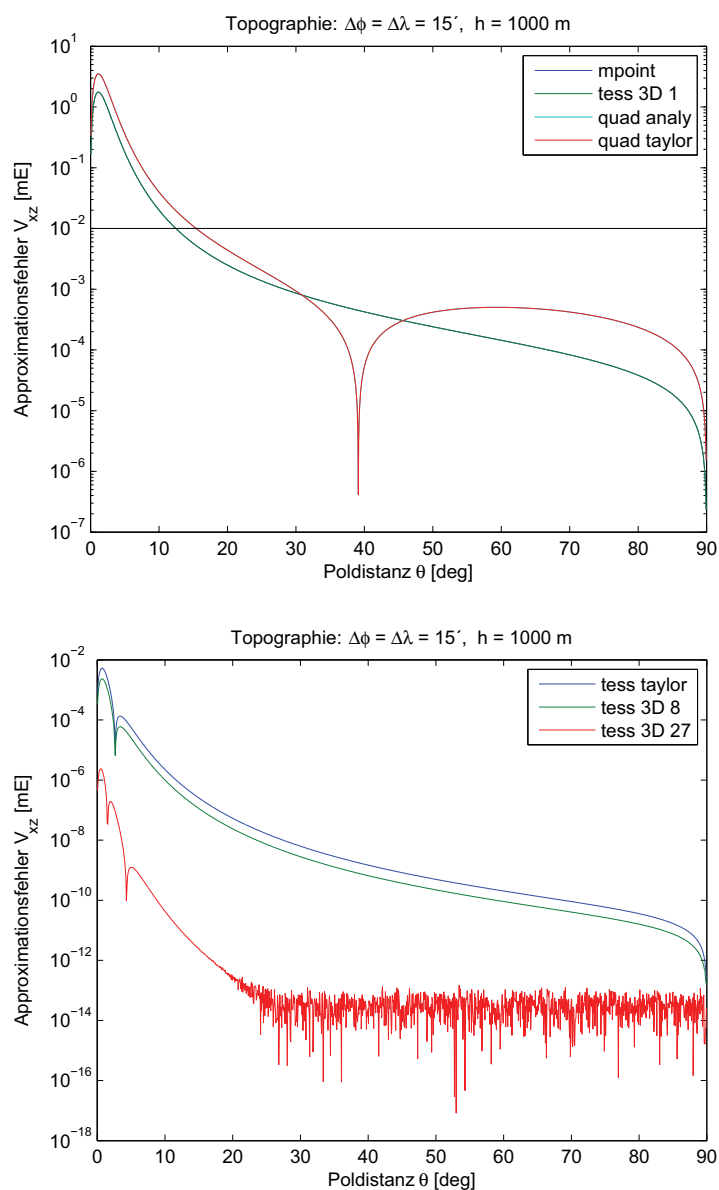 Topographie: Δϕ = Δλ = 15´, h = 1000 m
Approximationsfehler V_xz [mE]
10^1
10^0
10^-1
10^-2
10^-3
10^-4
10^-5
10^-6
10^-7
mpoint
tess 3D 1
quad analy
quad taylor
0 10 20 30 40 50 60 70 80 90
Poldistanz θ [deg]
Topographie: Δϕ = Δλ = 15´, h = 1000 m
Approximationsfehler V_xz [mE]
10^-2
10^-4
10^-6
10^-8
10^-10
10^-12
10^-14
10^-16
10^-18
tess taylor
tess 3D 8
tess 3D 27
0 10 20 30 40 50 60 70 80 90
Poldistanz θ [deg]